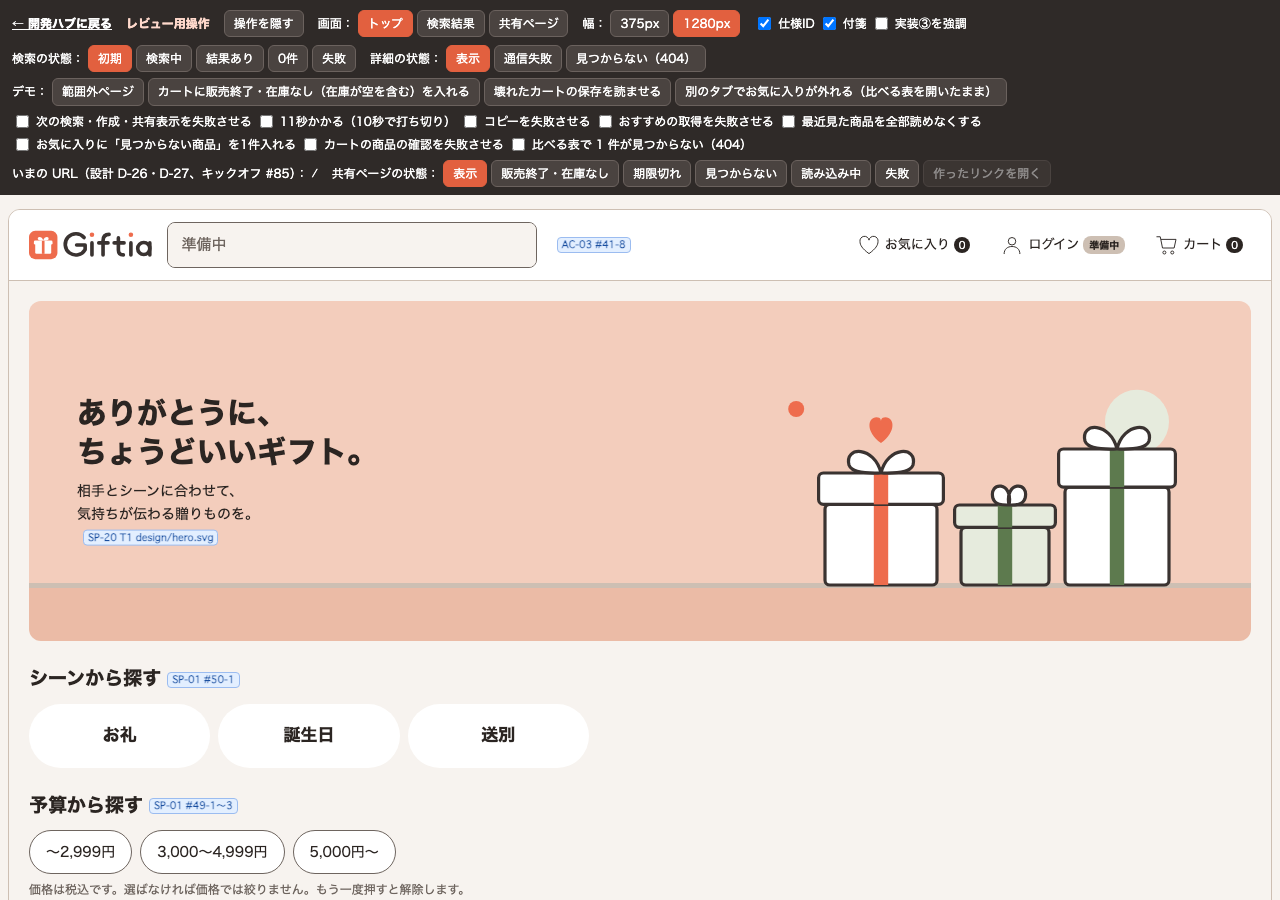 ← 開発ハブに戻る レビュー用操作 操作を隠す 画面： トップ 検索結果 共有ページ 幅： 375px 1280px 仕様ID 付箋 実装③を強調
検索の状態： 初期 検索中 結果あり 0件 失敗 詳細の状態： 表示 通信失敗 見つからない（404）
デモ： 範囲外ページ カートに販売終了・在庫なし（在庫が空を含む）を入れる 壊れたカートの保存を読ませる 別のタブでお気に入りが外れる（比べる表を開いたまま）
次の検索・作成・共有表示を失敗させる 11秒かかる（10秒で打ち切り） コピーを失敗させる おすすめの取得を失敗させる 最近見た商品を全部読めなくする
お気に入りに「見つからない商品」を1件入れる カートの商品の確認を失敗させる 比べる表で 1 件が見つからない（404）
いまの URL（設計 D-26・D-27、キックオフ #85）: / 共有ページの状態： 表示 販売終了・在庫なし 期限切れ 見つからない 読み込み中 失敗 作ったリンクを開く
Giftia 準備中 AC-03 #41-8 お気に入り 0 ログイン 準備中 カート 0
ありがとうに、
ちょうどいいギフト。
相手とシーンに合わせて、
気持ちが伝わる贈りものを。
SP-20 T1 design/hero.svg
シーンから探す SP-01 #50-1
お礼 誕生日 送別
予算から探す SP-01 #49-1〜3
〜2,999円 3,000〜4,999円 5,000円〜
価格は税込です。選ばなければ価格では絞りません。もう一度押すと解除します。